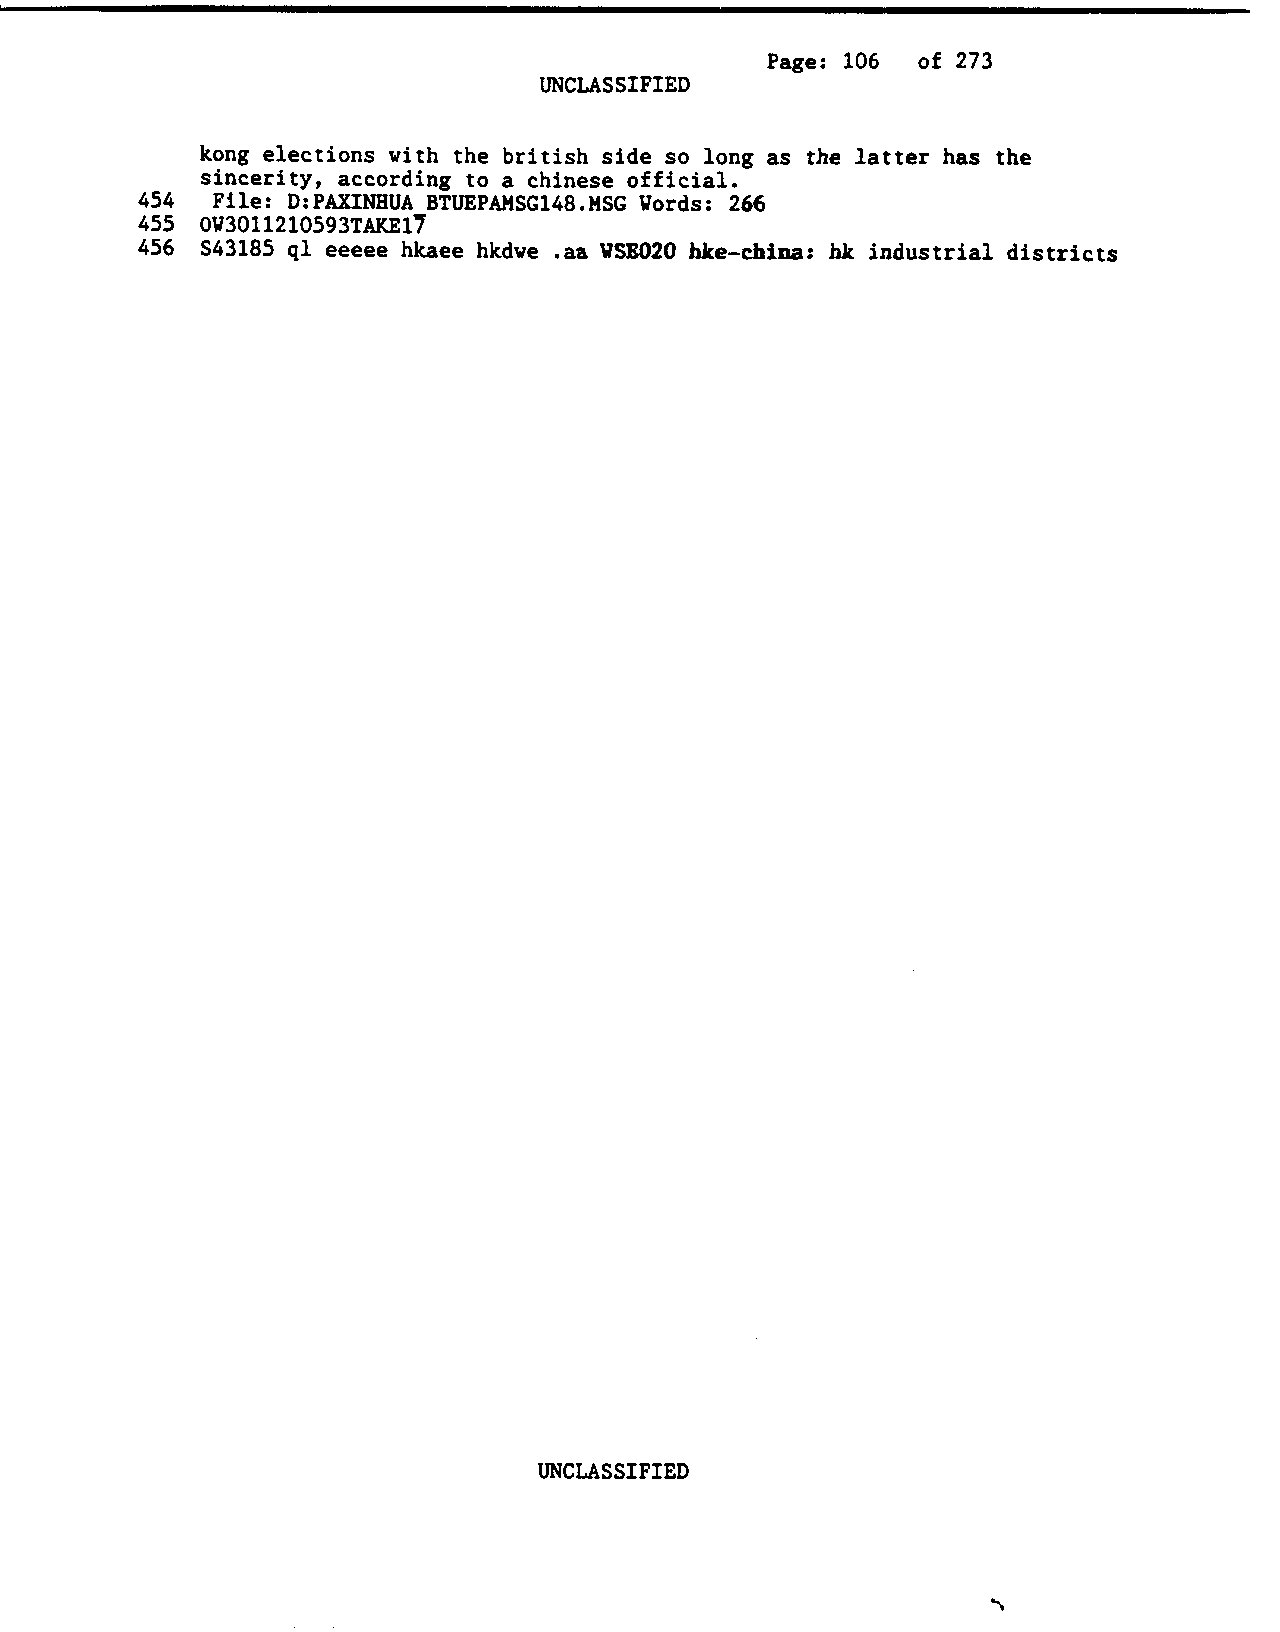 Page: 106 of 273
UNCLASSIFIED
kong elections with the british side so long as the latter has the
sincerity, according to a chinese official.
454 File: D:PAXINHUA_BTUEPAMSG148.MSG Words: 266
455 OW3011210593TAKE17
456 S43185 ql eeeee hkaee hkdwe .aa WSE020 hke-china: hk industrial districts
UNCLASSIFIED